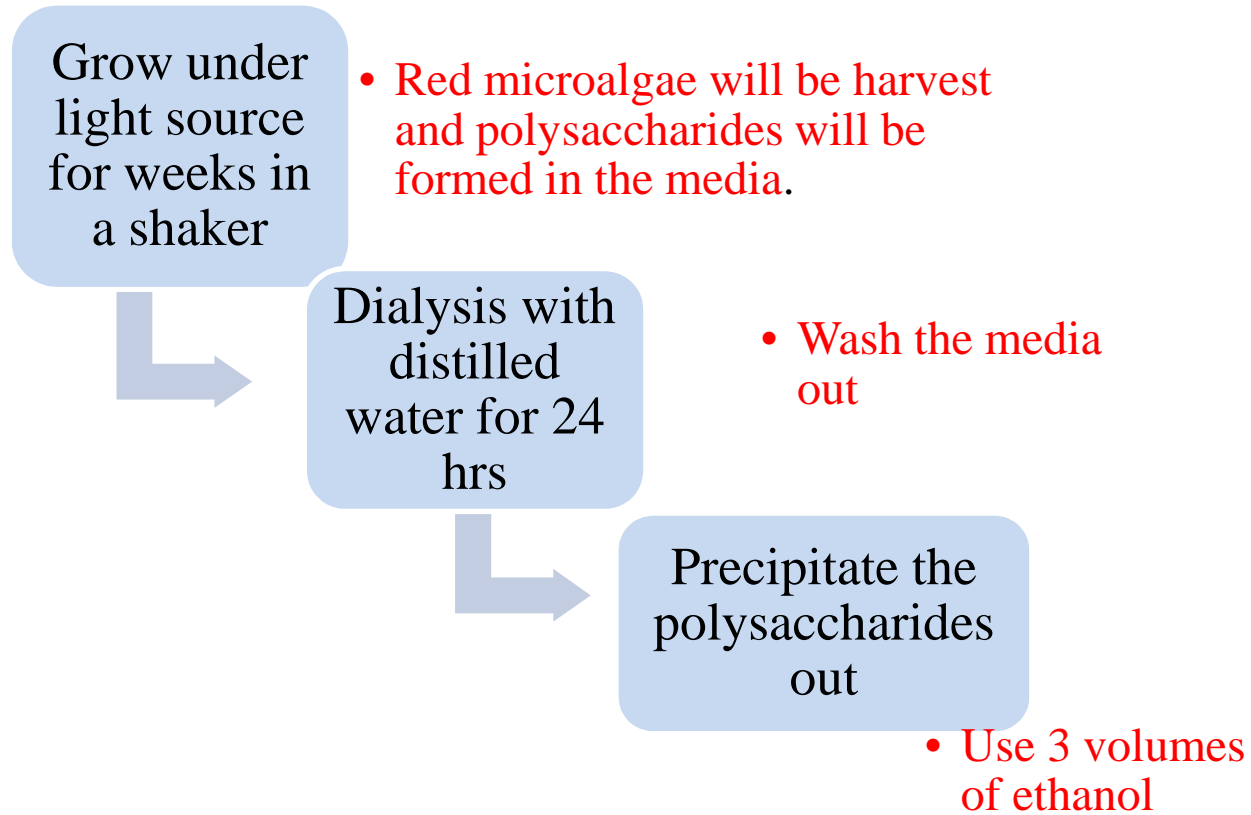 Grow under
light source
for weeks in
a shaker
• Red microalgae will be harvest
and polysaccharides will be
formed in the media.
Dialysis with
distilled
water for 24
hrs
• Wash the media
out
Precipitate the
polysaccharides
out
• Use 3 volumes
of ethanol